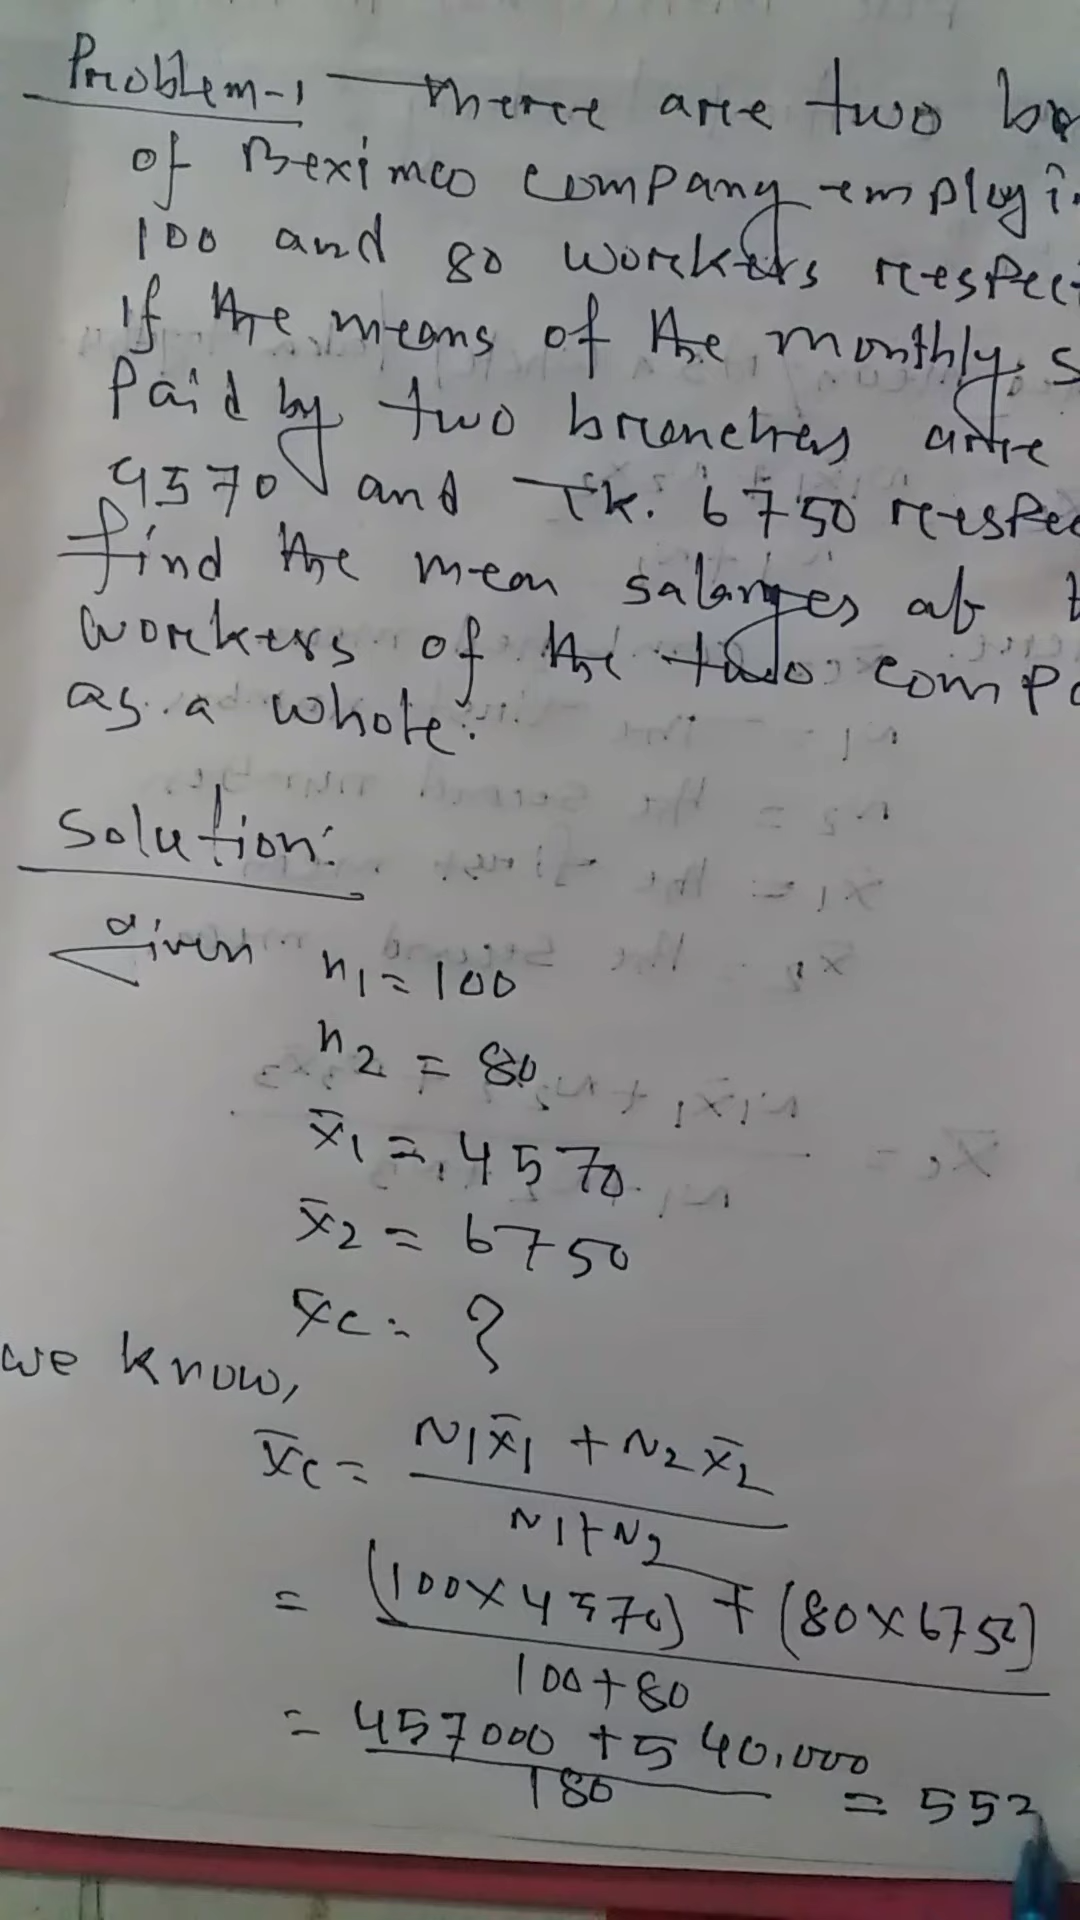 Problem-1 There are two br
of Beximco company employi
100 and 80 workers respec
If the means of the monthly s
Paid by two branches are
4570 and Tk. 6750 respec
find the mean salaries of t
workers of the two compa
as a whole.
Solution:
Given n1 = 100
n2 = 80
x̄1 = 4570
x̄2 = 6750
x̄c = ?
we know,
x̄c = N1x̄1 + N2x̄2
N1+N2
= (100×4570) + (80×6750)
100+80
= 457000 + 540,000
180 = 553